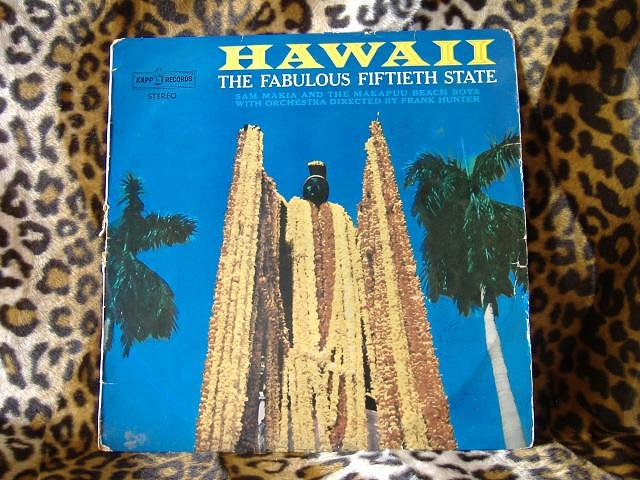 HAWAII
KAPP RECORDS
THE FABULOUS FIFTIETH STATE
STEREO
SAM MAKIA AND THE MAKAPUU BEACH BOYS
WITH ORCHESTRA DIRECTED BY FRANK HUNTER